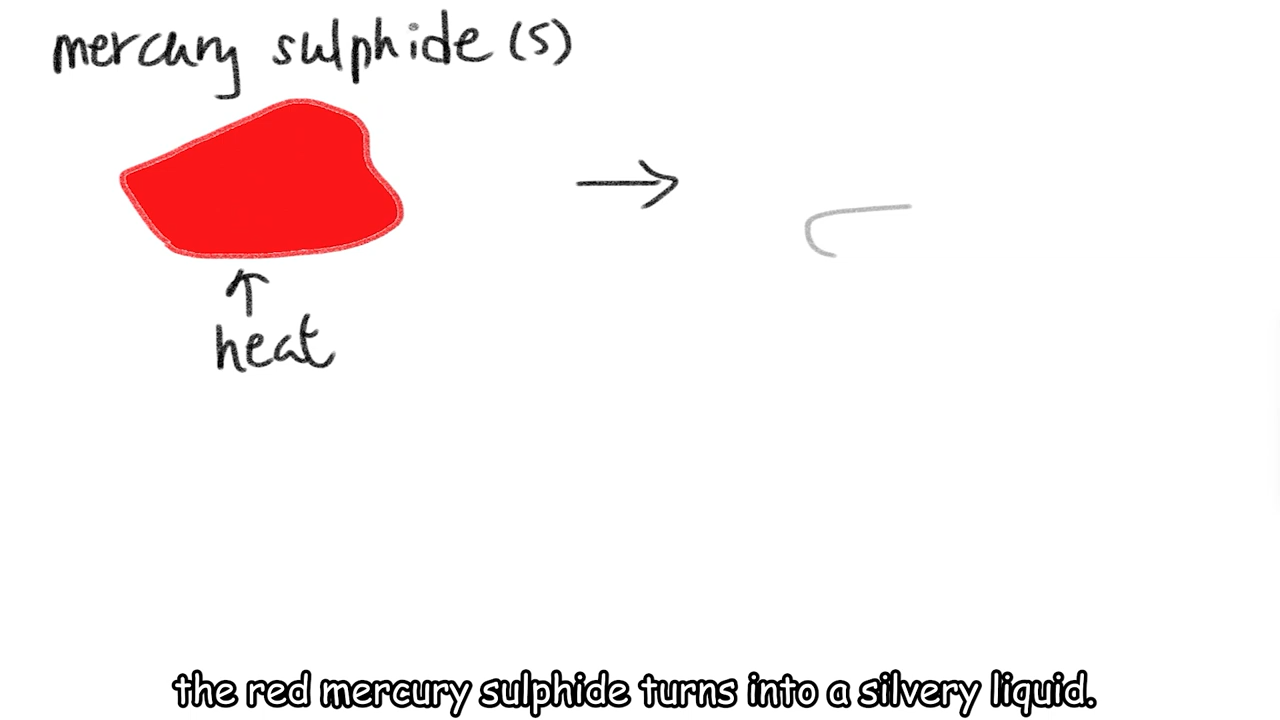 mercury sulphide (s)
heat
the red mercury sulphide turns into a silvery liquid.